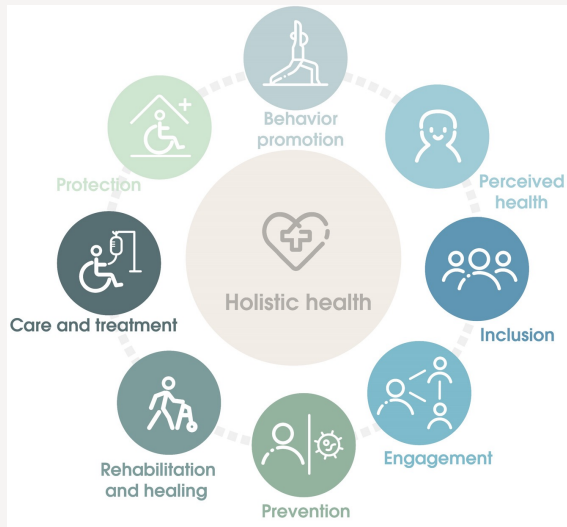 Behavior
promotion
Perceived
health
Inclusion
Engagement
Prevention
Rehabilitation
and healing
Care and treatment
Protection
Holistic health